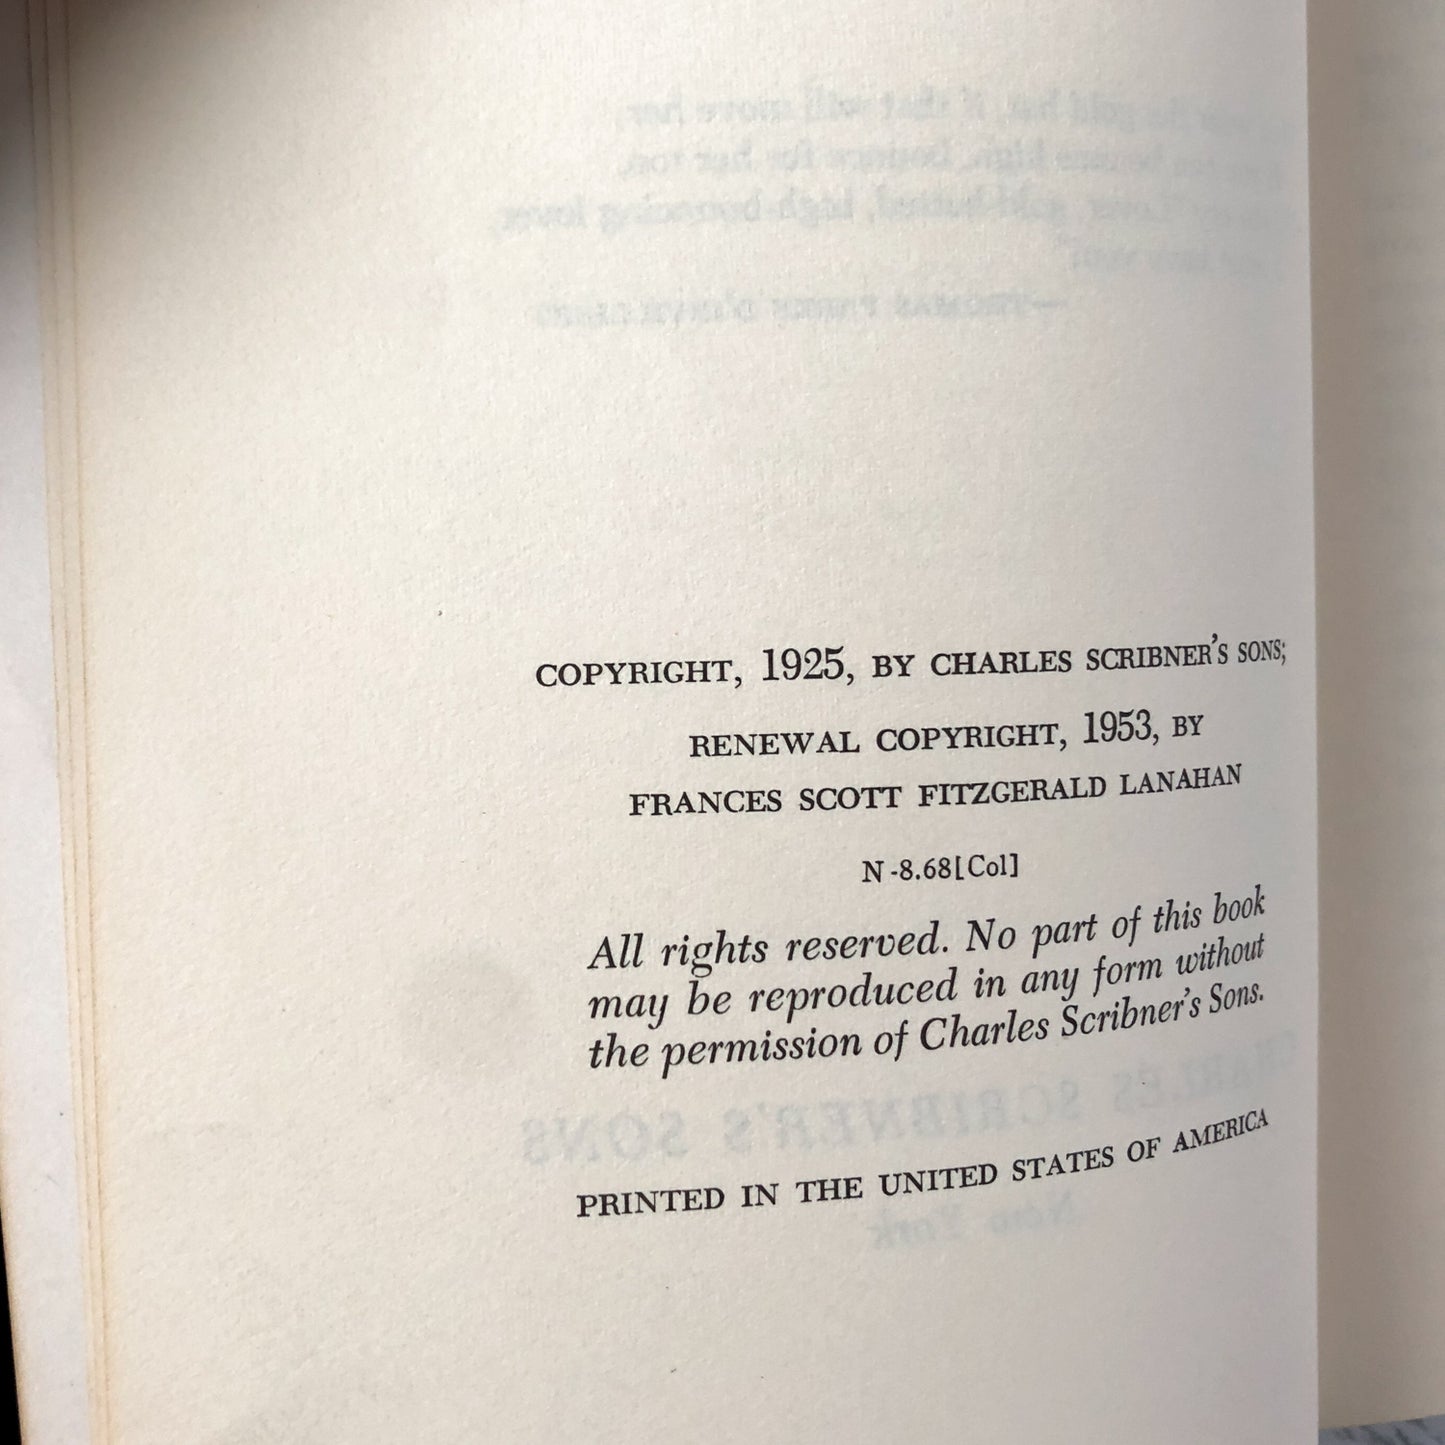 COPYRIGHT, 1925, BY CHARLES SCRIBNER'S SONS;
RENEWAL COPYRIGHT, 1953, BY
FRANCES SCOTT FITZGERALD LANAHAN
N-8.68[Col]
All rights reserved. No part of this book
may be reproduced in any form without
the permission of Charles Scribner's Sons.
PRINTED IN THE UNITED STATES OF AMERICA